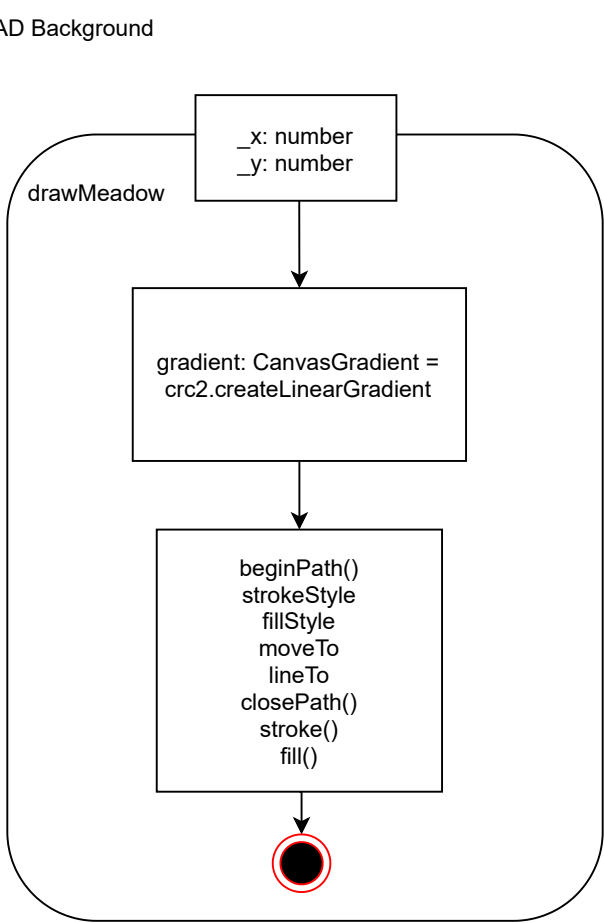 AD Background
_x: number
_y: number
drawMeadow
gradient: CanvasGradient =
crc2.createLinearGradient
beginPath()
strokeStyle
fillStyle
moveTo
lineTo
closePath()
stroke()
fill()